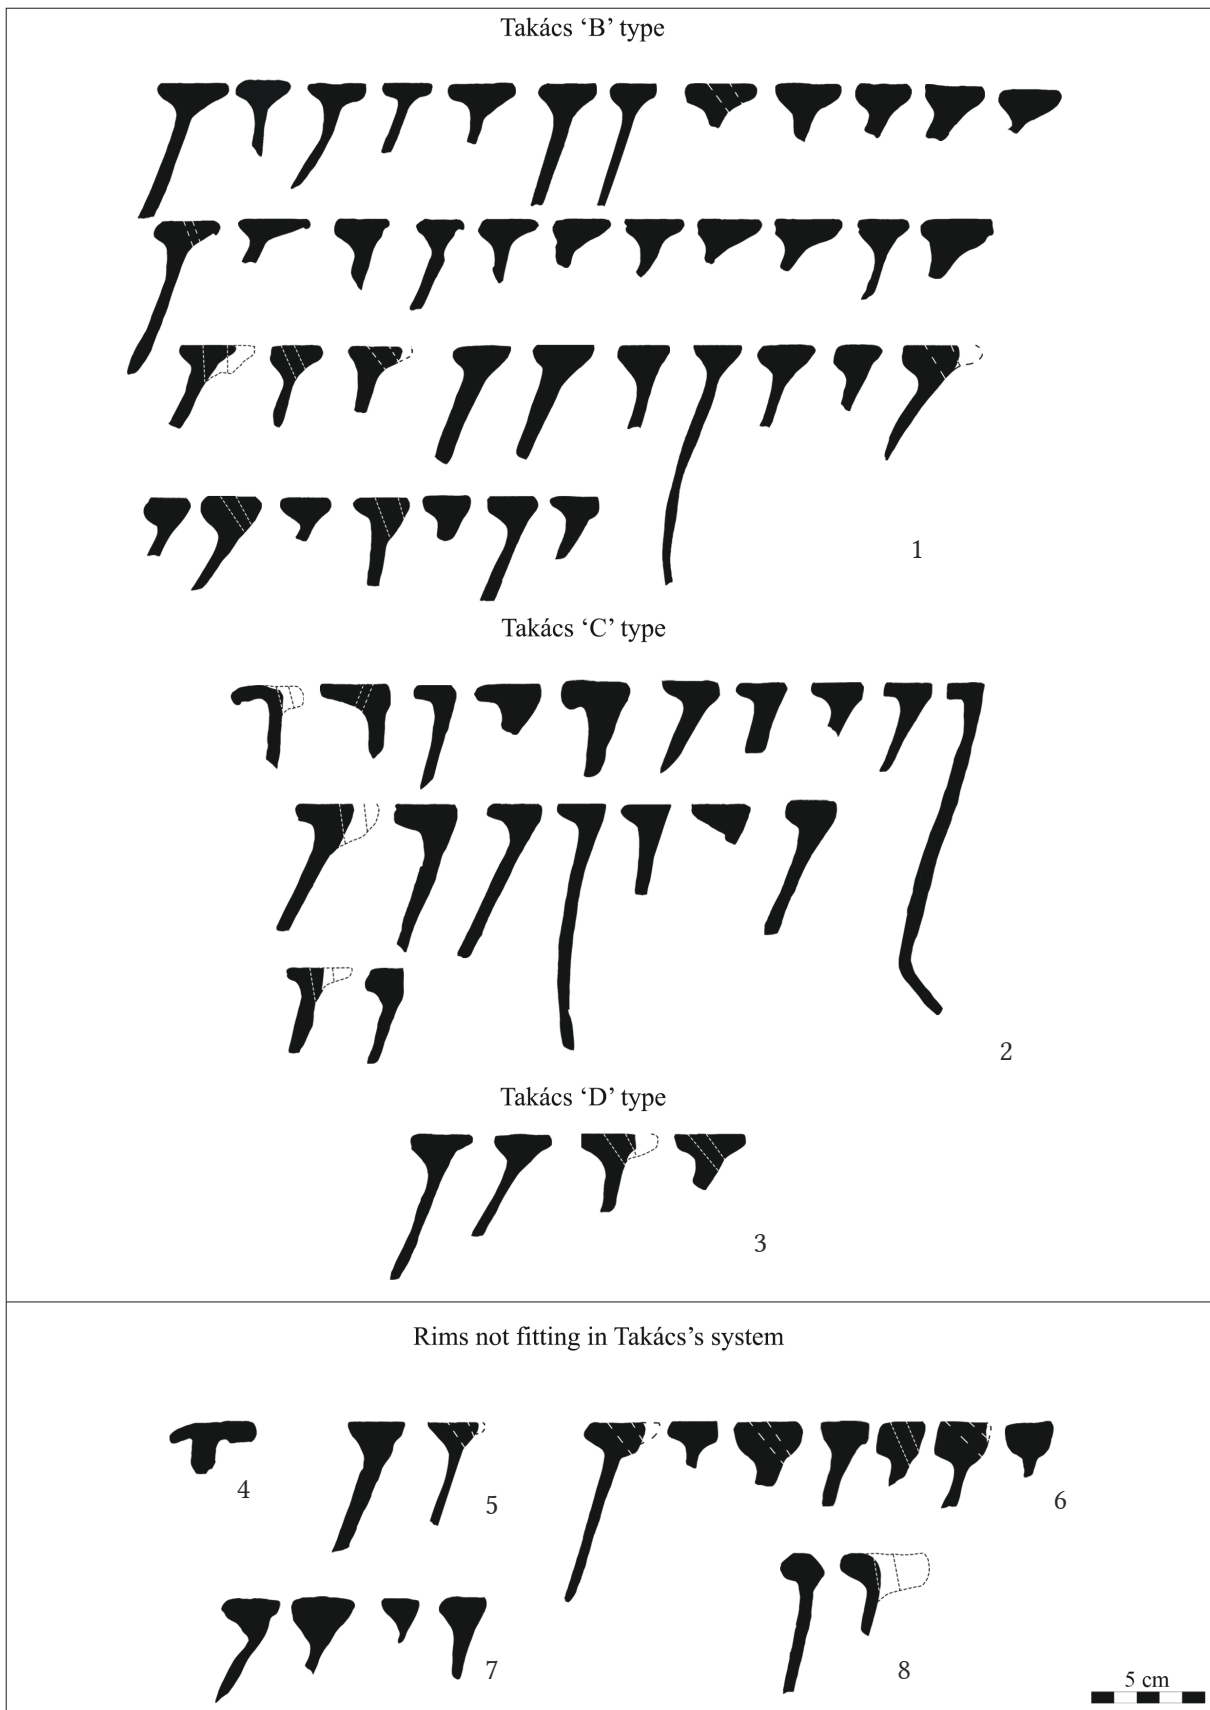 Takács ‘B’ type
1
Takács ‘C’ type
2
Takács ‘D’ type
3
Rims not fitting in Takács’s system
4
5
6
7
8
5 cm